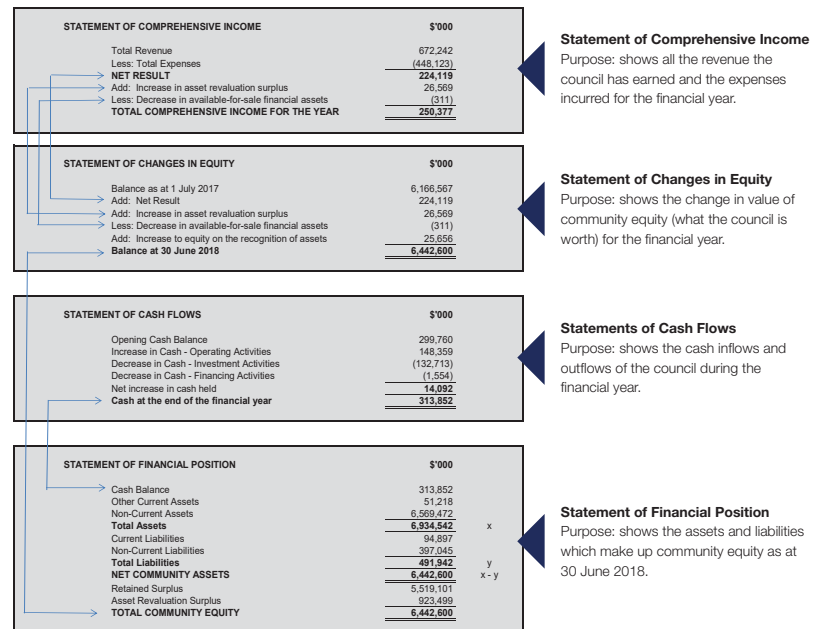 STATEMENT OF COMPREHENSIVE INCOME $'000
Total Revenue 672,242
Less: Total Expenses (448,123)
NET RESULT 224,119
Add: Increase in asset revaluation surplus 26,569
Less: Decrease in available-for-sale financial assets (311)
TOTAL COMPREHENSIVE INCOME FOR THE YEAR 250,377
Statement of Comprehensive Income
Purpose: shows all the revenue the
council has earned and the expenses
incurred for the financial year.
STATEMENT OF CHANGES IN EQUITY $'000
Balance as at 1 July 2017 6,166,567
Add: Net Result 224,119
Add: Increase in asset revaluation surplus 26,569
Less: Decrease in available-for-sale financial assets (311)
Add: Increase to equity on the recognition of assets 25,656
Balance at 30 June 2018 6,442,600
Statement of Changes in Equity
Purpose: shows the change in value of
community equity (what the council is
worth) for the financial year.
STATEMENT OF CASH FLOWS $'000
Opening Cash Balance 299,760
Increase in Cash - Operating Activities 148,359
Decrease in Cash - Investment Activities (132,713)
Decrease in Cash - Financing Activities (1,554)
Net increase in cash held 14,092
Cash at the end of the financial year 313,852
Statements of Cash Flows
Purpose: shows the cash inflows and
outflows of the council during the
financial year.
STATEMENT OF FINANCIAL POSITION $'000
Cash Balance 313,852
Other Current Assets 51,218
Non-Current Assets 6,569,472
Total Assets 6,934,542 x
Current Liabilities 94,897
Non-Current Liabilities 397,045
Total Liabilities 491,942 y
NET COMMUNITY ASSETS 6,442,600 x - y
Retained Surplus 5,519,101
Asset Revaluation Surplus 923,499
TOTAL COMMUNITY EQUITY 6,442,600
Statement of Financial Position
Purpose: shows the assets and liabilities
which make up community equity as at
30 June 2018.